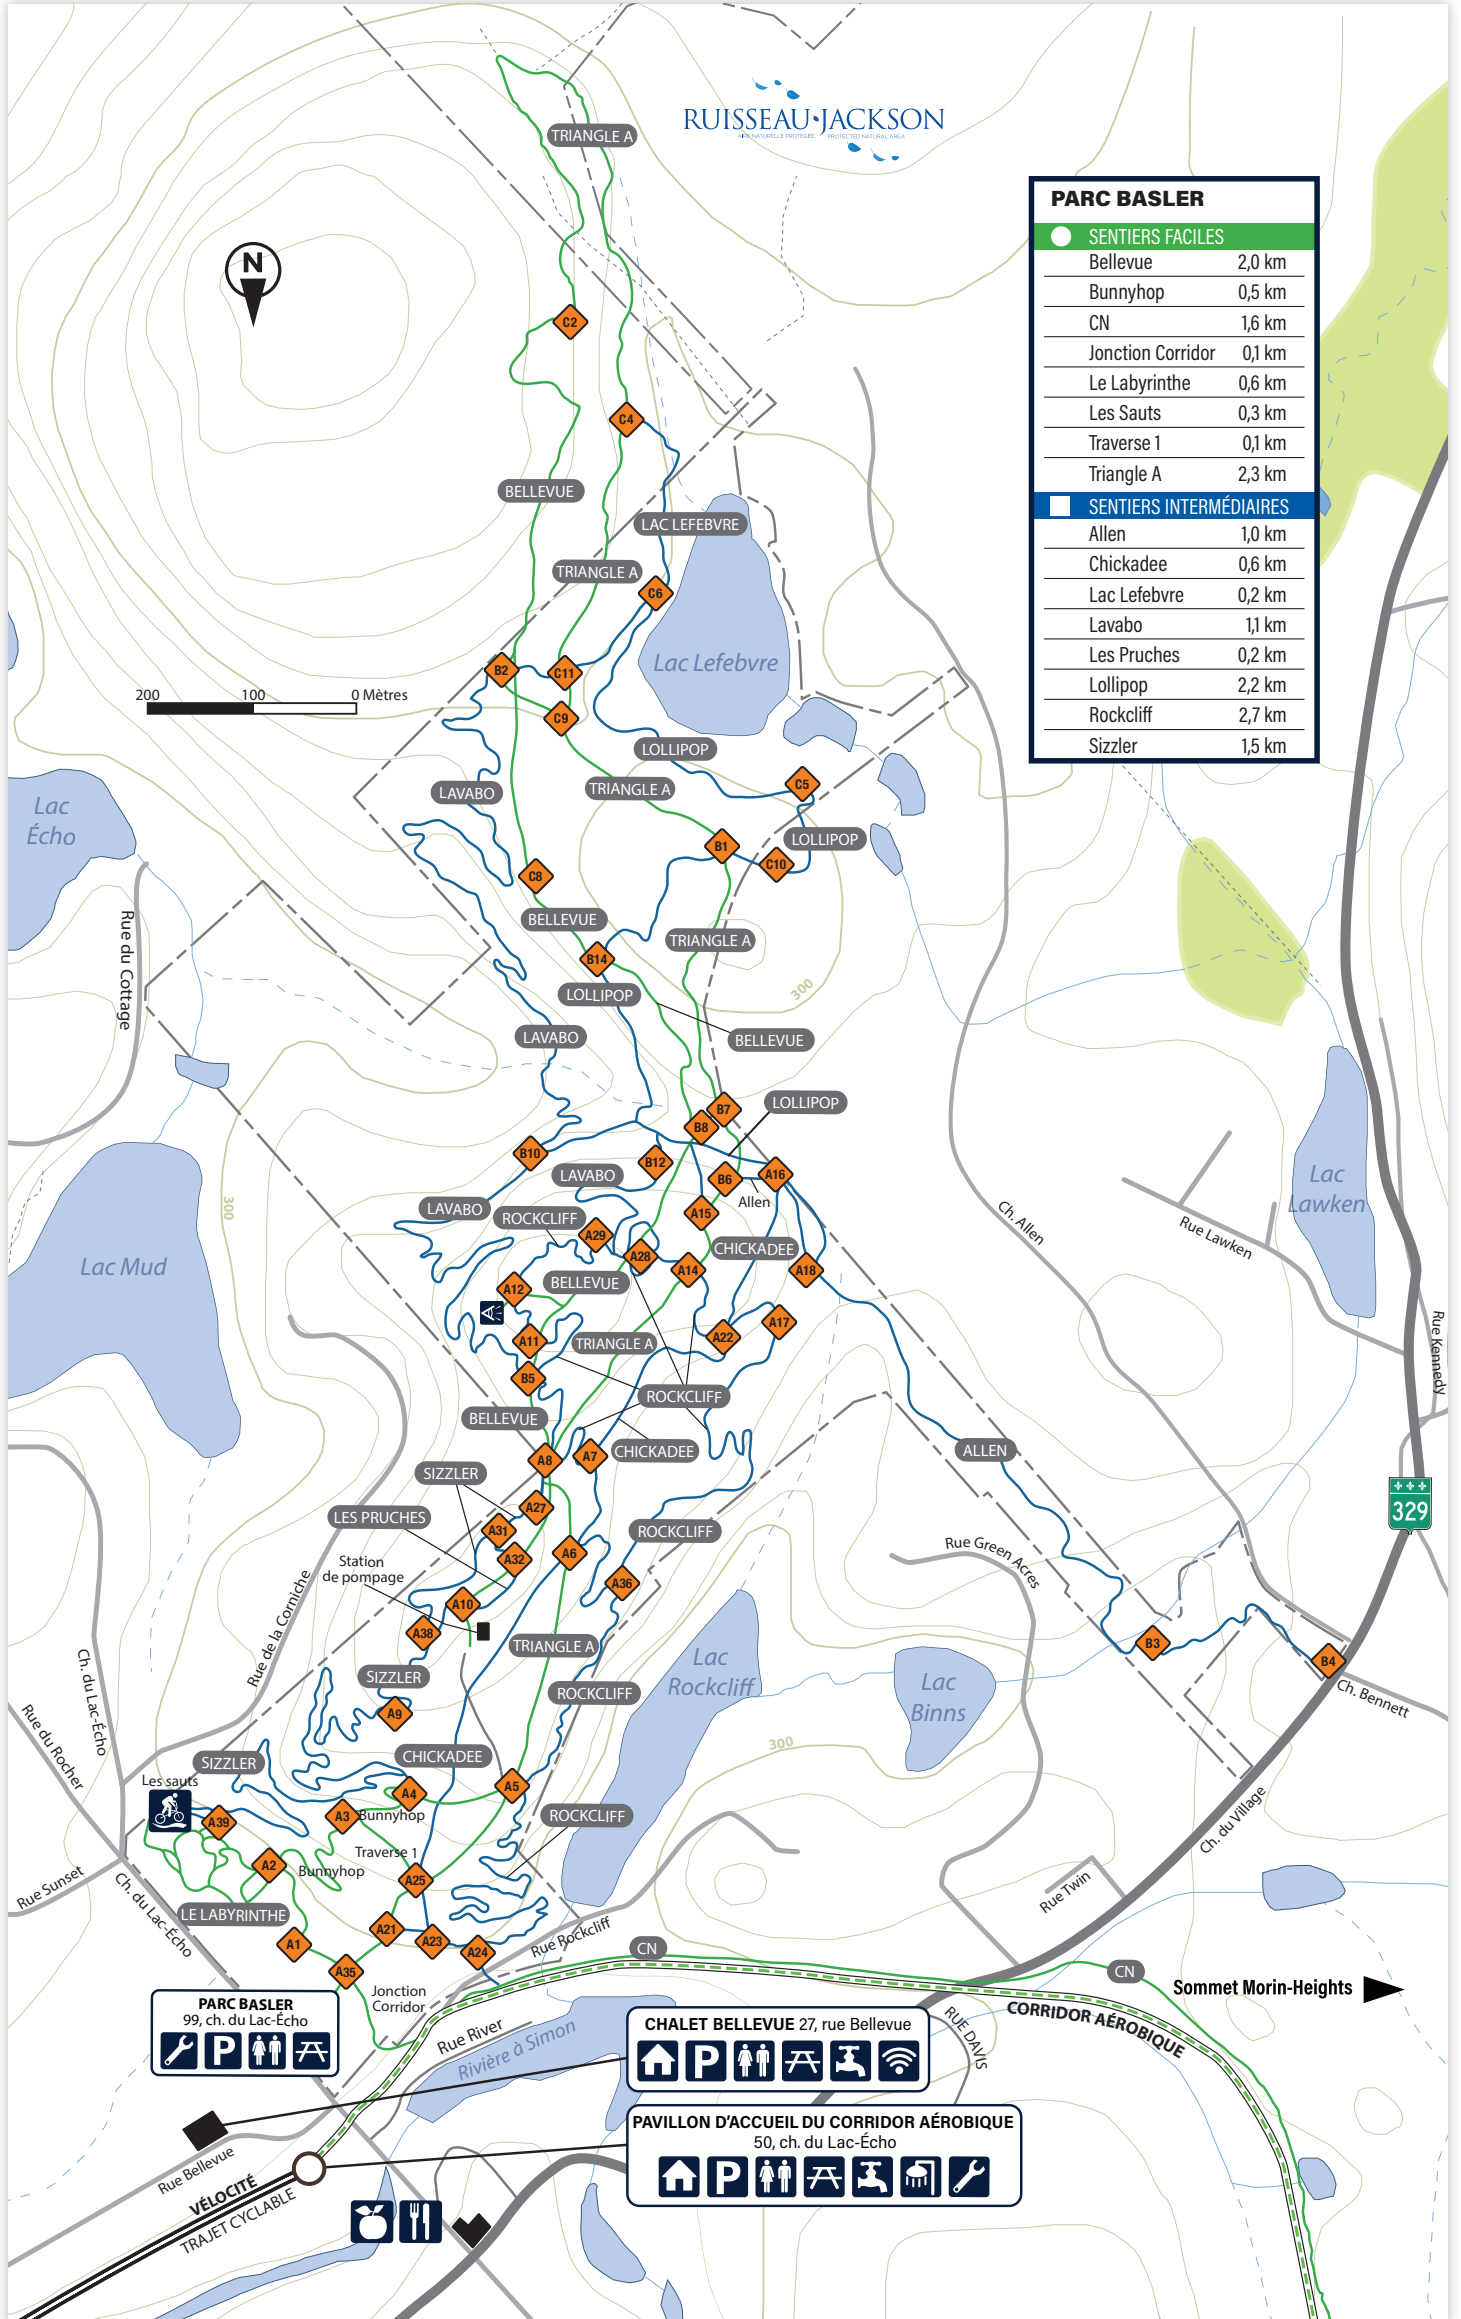 TRIANGLE A
RUISSEAU•JACKSON
AIRE NATURELLE PROTÉGÉE
PROTECTED NATURAL AREA
PARC BASLER
SENTIERS FACILES
Bellevue 2,0 km
Bunnyhop 0,5 km
CN 1,6 km
Jonction Corridor 0,1 km
Le Labyrinthe 0,6 km
Les Sauts 0,3 km
Traverse 1 0,1 km
Triangle A 2,3 km
SENTIERS INTERMÉDIAIRES
Allen 1,0 km
Chickadee 0,6 km
Lac Lefebvre 0,2 km
Lavabo 1,1 km
Les Pruches 0,2 km
Lollipop 2,2 km
Rockcliff 2,7 km
Sizzler 1,5 km
N
C2
C4
BELLEVUE
LAC LEFEBVRE
TRIANGLE A
C6
Lac Lefebvre
B2
C11
200 100 0 Mètres
C9
LOLLIPOP
TRIANGLE A
C5
LAVABO
Lac
Écho
LOLLIPOP
B1
C10
C8
BELLEVUE
TRIANGLE A
Rue du Cottage
B14
LOLLIPOP
300
LAVABO
BELLEVUE
B7
LOLLIPOP
B8
B10
B12
LAVABO
B6
A16
Allen
300
LAVABO
ROCKCLIFF
A15
A29
A28
CHICKADEE
A14
A18
Lac Mud
BELLEVUE
A12
A11
TRIANGLE A
A22
A17
B5
ROCKCLIFF
BELLEVUE
Ch. Allen
Rue Lawken
Lac
Lawken
Rue Kennedy
A8
A7
CHICKADEE
ALLEN
SIZZLER
329
LES PRUCHES
A27
A31
A32
A6
ROCKCLIFF
Station
de pompage
A36
Rue Green Acres
A10
A38
TRIANGLE A
B3
B4
Ch. Bennett
Rue de la Corniche
SIZZLER
ROCKCLIFF
Lac
Rockcliff
Lac
Binns
A9
Ch. du Lac-Écho
Rue du Rocher
300
CHICKADEE
SIZZLER
Les sauts
A4
A5
A39
A3
Bunnyhop
ROCKCLIFF
Ch. du Village
Traverse 1
A2
Bunnyhop
A25
Rue Sunset
Ch. du Lac-Écho
LE LABYRINTHE
Rue Twin
A1
A21
A23
A24
Rue Rockcliff
A35
CN
CN
Jonction
Corridor
Sommet Morin-Heights
CORRIDOR AÉROBIQUE
PARC BASLER
99, ch. du Lac-Écho
P
Rue River
Rivière à Simon
CHALET BELLEVUE 27, rue Bellevue
P
RUE DAVIS
PAVILLON D'ACCUEIL DU CORRIDOR AÉROBIQUE
50, ch. du Lac-Écho
P
Rue Bellevue
VÉLOCITÉ
TRAJET CYCLABLE